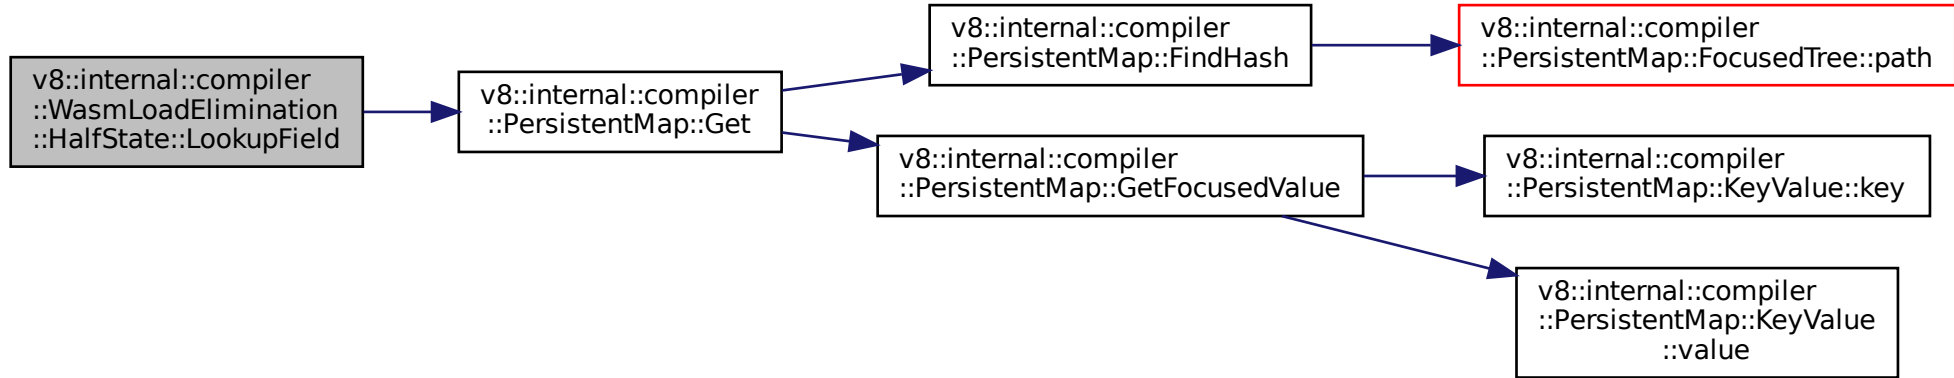 v8::internal::compiler
::WasmLoadElimination
::HalfState::LookupField
v8::internal::compiler
::PersistentMap::Get
v8::internal::compiler
::PersistentMap::FindHash
v8::internal::compiler
::PersistentMap::FocusedTree::path
v8::internal::compiler
::PersistentMap::GetFocusedValue
v8::internal::compiler
::PersistentMap::KeyValue::key
v8::internal::compiler
::PersistentMap::KeyValue
::value